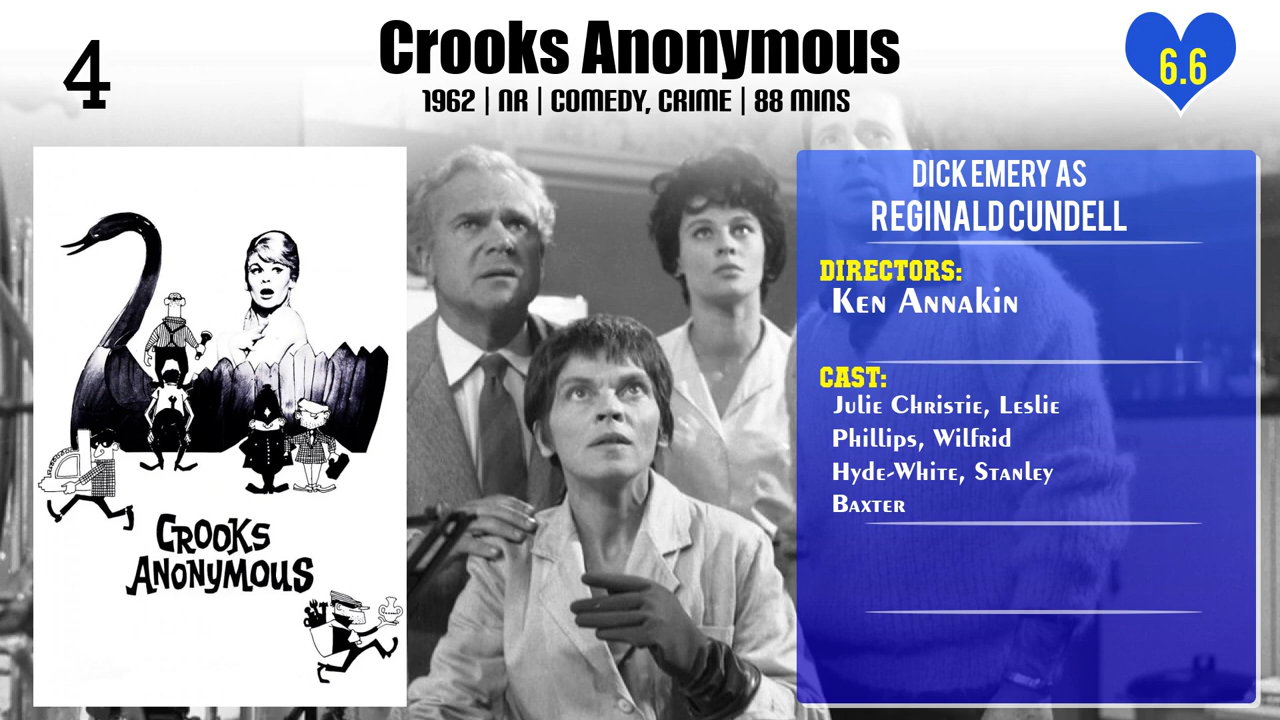 4
Crooks Anonymous
6.6
1962 | NR | COMEDY, CRIME | 88 MINS
DICK EMERY AS
REGINALD CUNDELL
DIRECTORS:
Ken Annakin
CAST:
Julie Christie, Leslie
Phillips, Wilfrid
Hyde-White, Stanley
Baxter
CROOKS
ANONYMOUS